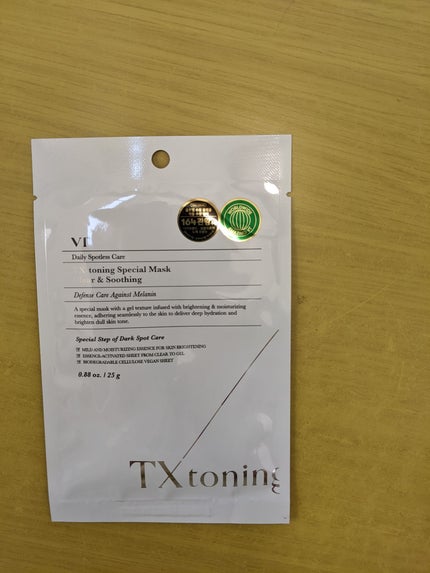 VT
Daily Spotless Care
toning Special Mask
& Soothing
Defense Care Against Melanin
A special mask with a gel texture infused with brightening & moisturizing
essence, adhering seamlessly to the skin to deliver deep hydration and
brighten dull skin tone.
Special Step of Dark Spot Care
MILD AND MOISTURIZING ESSENCE FOR SKIN BRIGHTENING
ESSENCE-ACTIVATED SHEET FROM CLEAR TO GEL
BIODEGRADABLE CELLULOSE VEGAN SHEET
0.88 oz. / 25 g
TXtoning